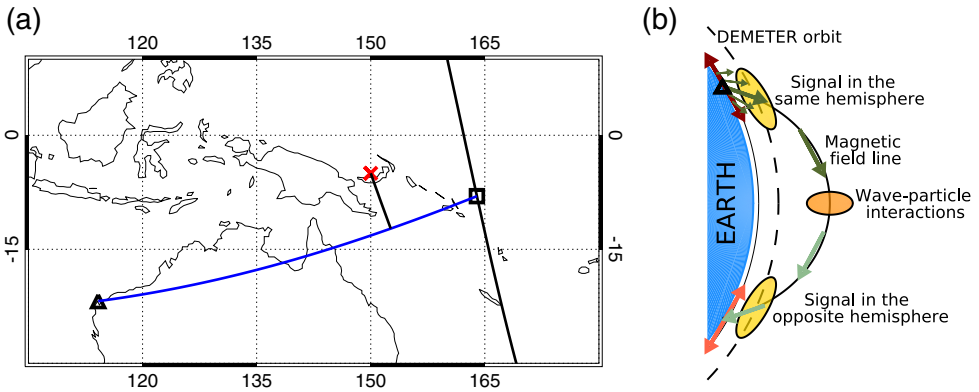 (a)
120 135 150 165
0 0
-15 -15
120 135 150 165
(b)
DEMETER orbit
Signal in the
same hemisphere
Magnetic
field line
Wave-particle
interactions
EARTH
Signal in the
opposite hemisphere